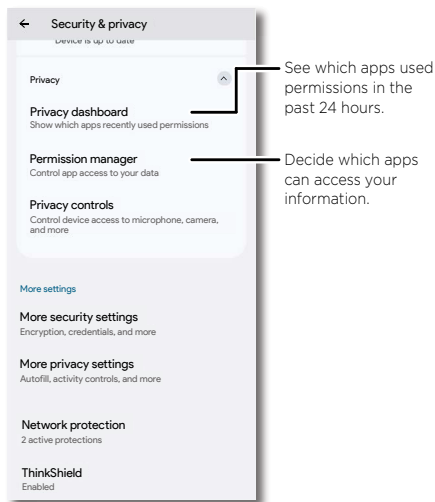 Security & privacy
Device is up to date
Privacy
Privacy dashboard
Show which apps recently used permissions
Permission manager
Control app access to your data
Privacy controls
Control device access to microphone, camera,
and more
More settings
More security settings
Encryption, credentials, and more
More privacy settings
Autofill, activity controls, and more
Network protection
2 active protections
ThinkShield
Enabled
See which apps used
permissions in the
past 24 hours.
Decide which apps
can access your
information.